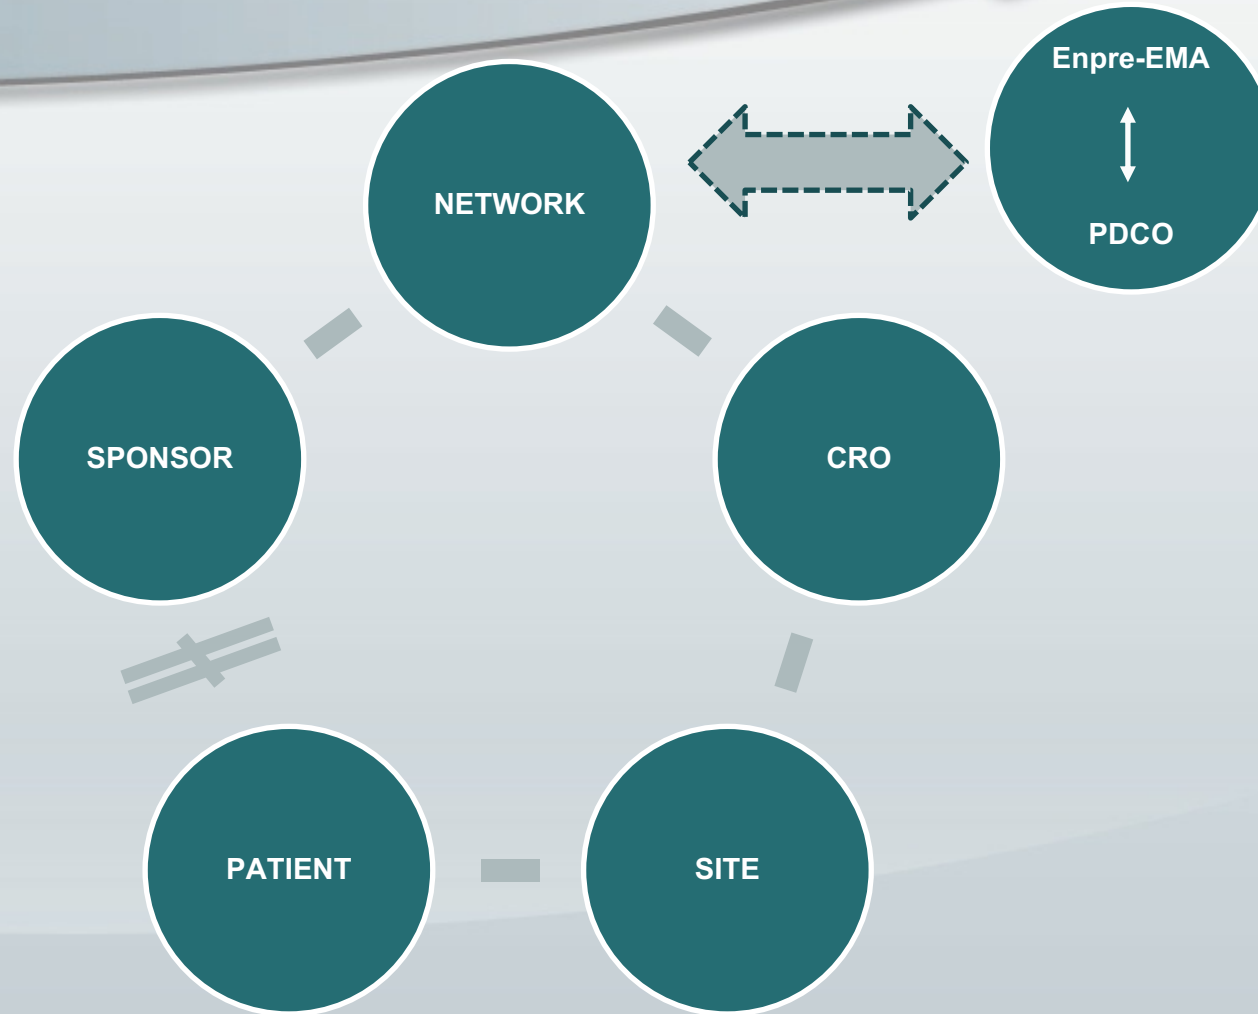 Enpre-EMA
PDCO
NETWORK
SPONSOR
CRO
PATIENT
SITE